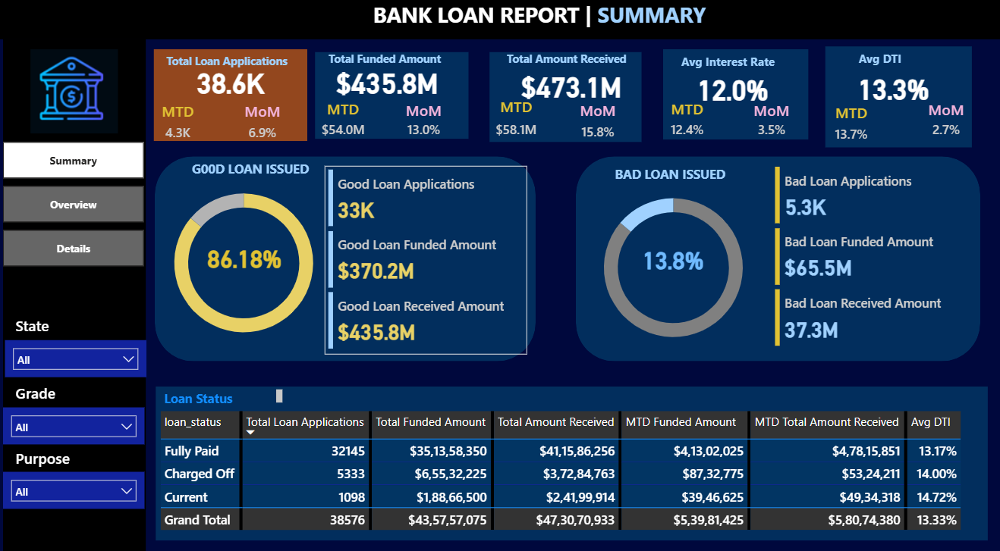 BANK LOAN REPORT | SUMMARY
Total Loan Applications
38.6K
MTD MoM
4.3K 6.9%
Total Funded Amount
$435.8M
MTD MoM
$54.0M 13.0%
Total Amount Received
$473.1M
MTD MoM
$58.1M 15.8%
Avg Interest Rate
12.0%
MTD MoM
12.4% 3.5%
Avg DTI
13.3%
MTD MoM
13.7% 2.7%
$
Summary
Overview
Details
State
All
Grade
All
Purpose
All
G00D LOAN ISSUED
86.18%
Good Loan Applications
33K
Good Loan Funded Amount
$370.2M
Good Loan Received Amount
$435.8M
BAD LOAN ISSUED
13.8%
Bad Loan Applications
5.3K
Bad Loan Funded Amount
$65.5M
Bad Loan Received Amount
37.3M
Loan Status
loan_status Total Loan Applications Total Funded Amount Total Amount Received MTD Funded Amount MTD Total Amount Received Avg DTI
Fully Paid 32145 $35,13,58,350 $41,15,86,256 $4,13,02,025 $4,78,15,851 13.17%
Charged Off 5333 $6,55,32,225 $3,72,84,763 $87,32,775 $53,24,211 14.00%
Current 1098 $1,88,66,500 $2,41,99,914 $39,46,625 $49,34,318 14.72%
Grand Total 38576 $43,57,57,075 $47,30,70,933 $5,39,81,425 $5,80,74,380 13.33%